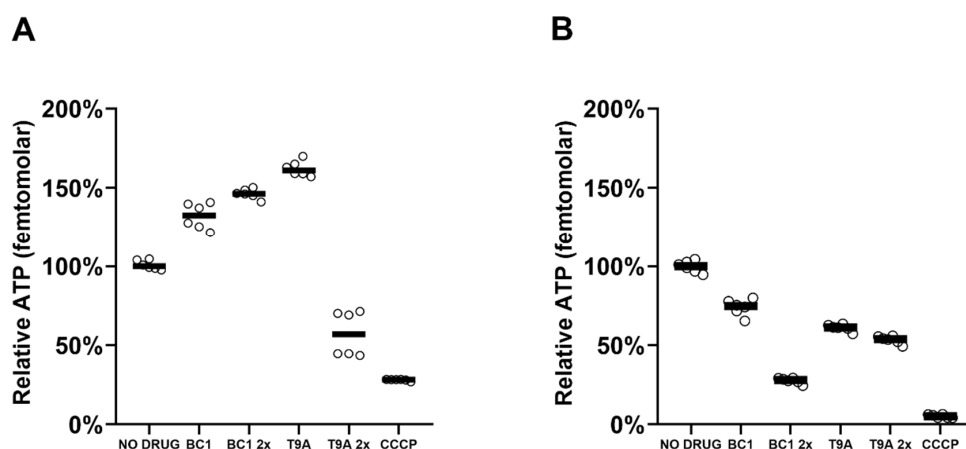 A
Relative ATP (femtomolar)
200%
150%
100%
50%
0%
NO DRUG BC1 BC1 2x T9A T9A 2x CCCP
B
Relative ATP (femtomolar)
200%
150%
100%
50%
0%
NO DRUG BC1 BC1 2x T9A T9A 2x CCCP